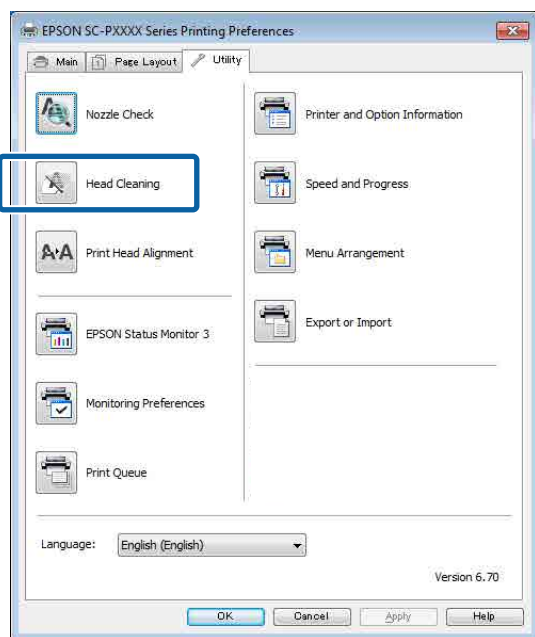 EPSON SC-PXXXX Series Printing Preferences
Main
Page Layout
Utility
Nozzle Check
Head Cleaning
A▸A Print Head Alignment
EPSON Status Monitor 3
Monitoring Preferences
Print Queue
Printer and Option Information
Speed and Progress
Menu Arrangement
Export or Import
Language: English (English)
Version 6.70
OK Cancel Apply Help